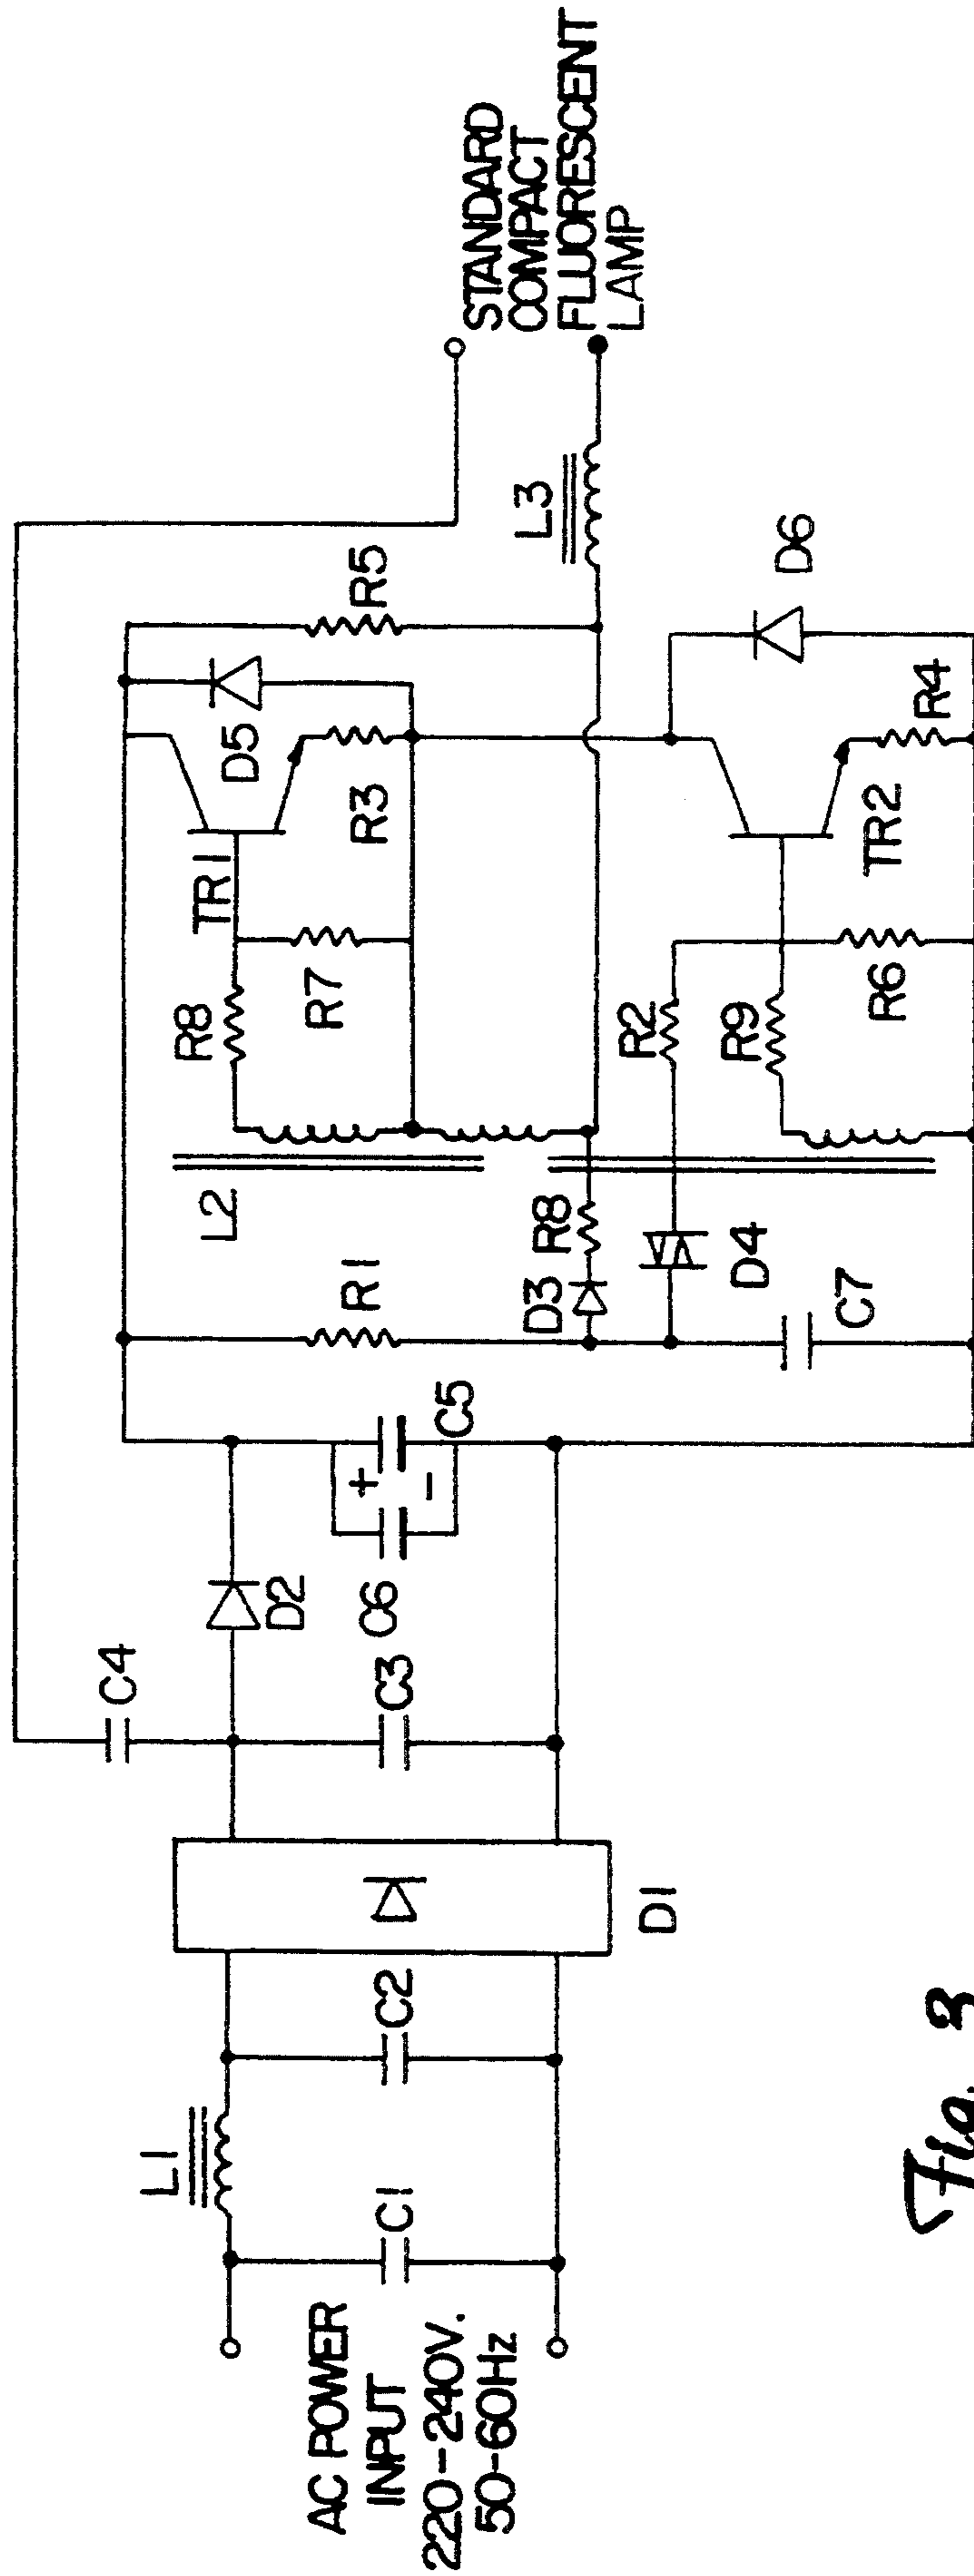 AC POWER
INPUT
220-240V.
50-60Hz
L1
C1
C2
D1
C4
C3
D2
C6
+
-
C5
R1
D3
R8
D4
C7
L2
R8
R7
TR1
R3
D5
R5
R2
R9
R6
TR2
R4
D6
L3
STANDARD
COMPACT
FLUORESCENT
LAMP
Fig. 3